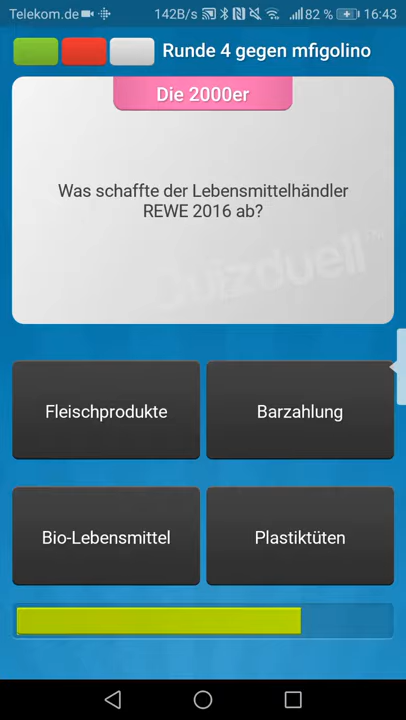 Telekom.de 142B/s 82 % 16:43
Runde 4 gegen mfigolino
Die 2000er
Was schaffte der Lebensmittelhändler
REWE 2016 ab?
Quizduell
Fleischprodukte Barzahlung
Bio-Lebensmittel Plastiktüten